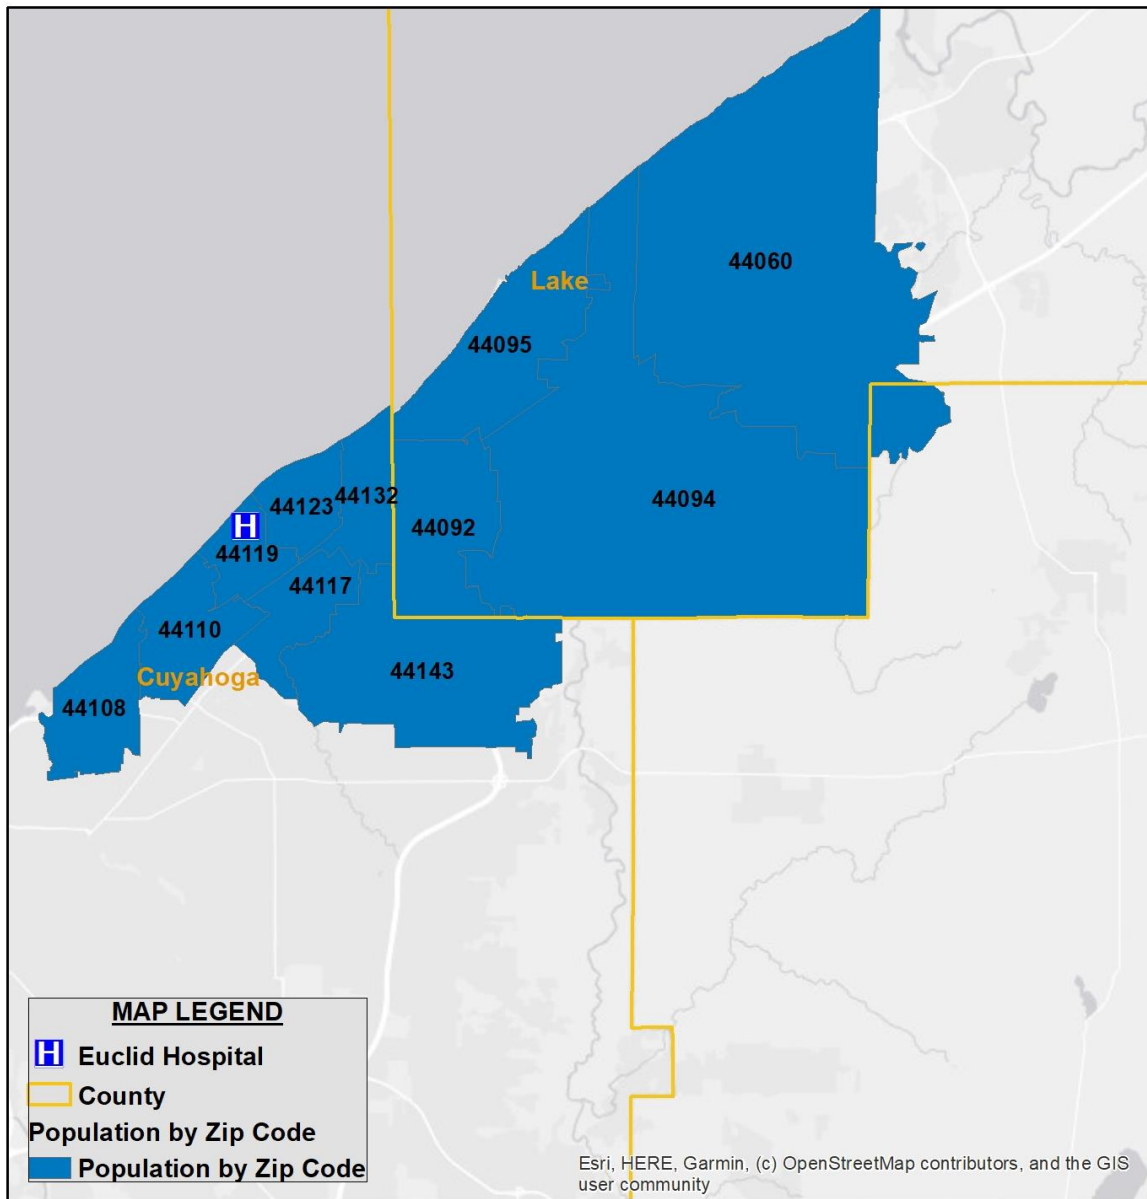 44060
Lake
44095
44123
44132
44092
44094
H
44119
44117
44110
44143
Cuyahoga
44108
MAP LEGEND
H Euclid Hospital
County
Population by Zip Code
Population by Zip Code
Esri, HERE, Garmin, (c) OpenStreetMap contributors, and the GIS
user community